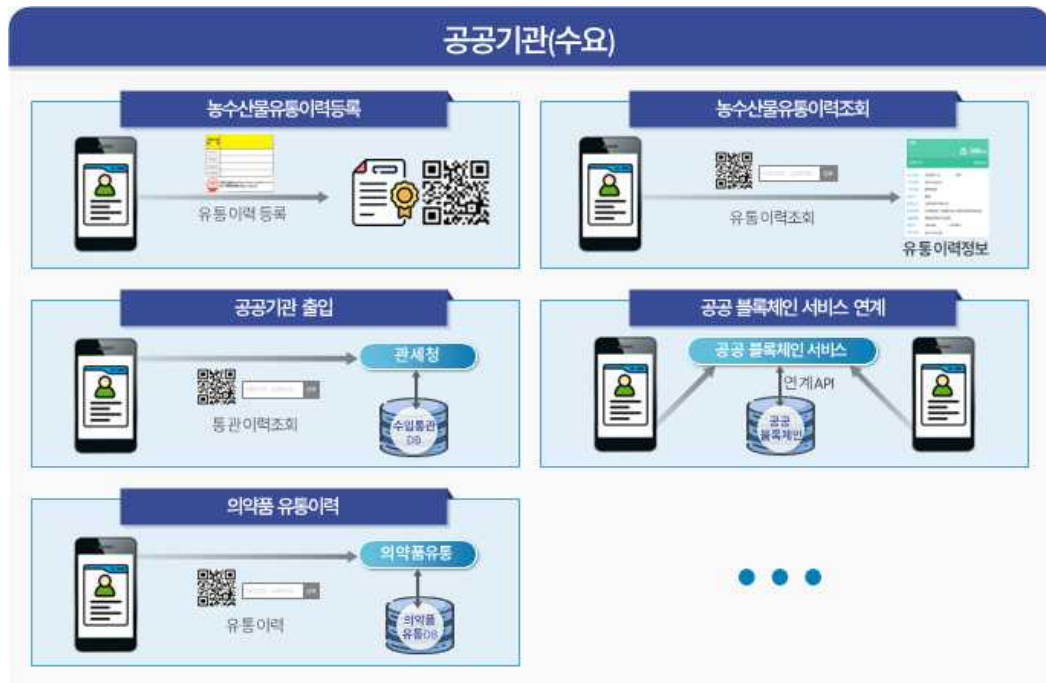 공공기관(수요)
농수산물유통이력등록
유통이력 등록
농수산물유통이력조회
유통이력조회
유통이력정보
공공기관 출입
관세청
통관이력조회
수입통관
DB
공공 블록체인 서비스 연계
공공 블록체인 서비스
연계API
공공
블록체인
의약품 유통이력
의약품유통
유통이력
의약품
유통DB